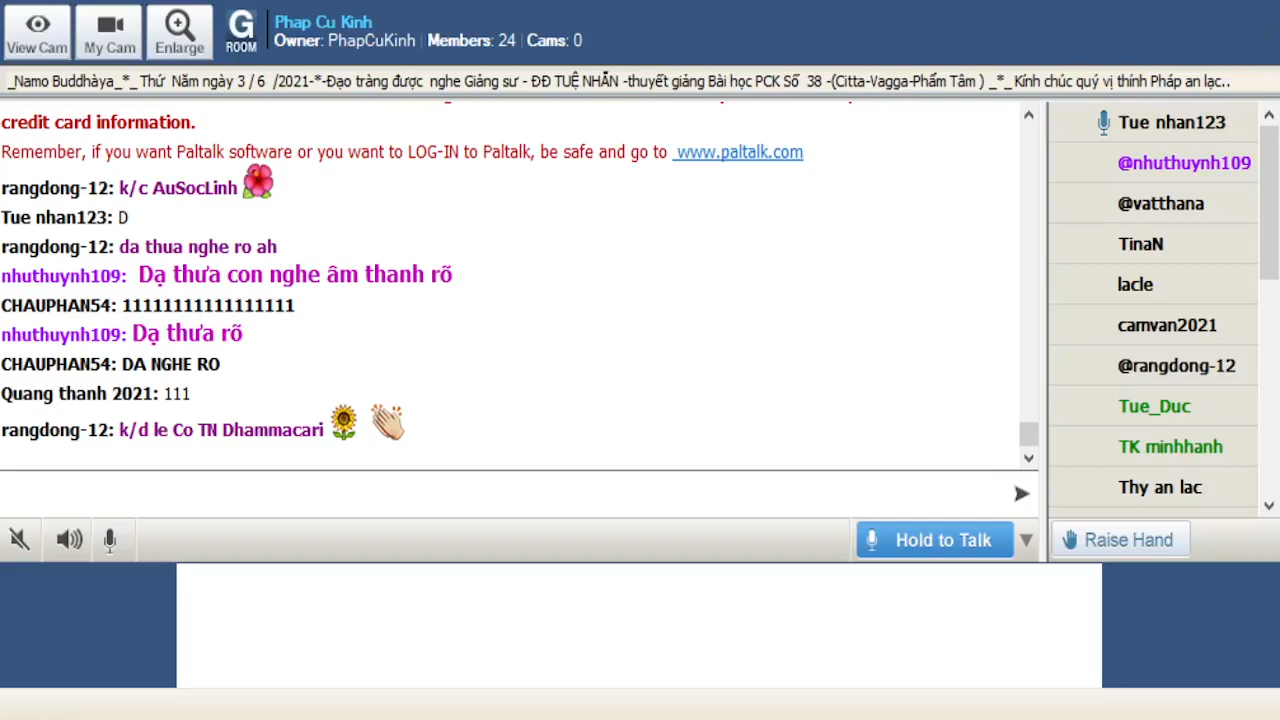 View Cam
My Cam
Enlarge
G
ROOM
Phap Cu Kinh
Owner: PhapCuKinh | Members: 24 | Cams: 0
_Namo Buddhàya_*_ Thứ Năm ngày 3 / 6 /2021-*-Đạo tràng được nghe Giảng sư - ĐĐ TUỆ NHẪN -thuyết giảng Bài học PCK Số 38 -(Citta-Vagga-Phẩm Tâm ) _*_Kính chúc quý vị thính Pháp an lạc..
credit card information.
Remember, if you want Paltalk software or you want to LOG-IN to Paltalk, be safe and go to www.paltalk.com
rangdong-12: k/c AuSocLinh
Tue nhan123: D
rangdong-12: da thua nghe ro ah
nhuthuynh109: Dạ thưa con nghe âm thanh rõ
CHAUPHAN54: 11111111111111111
nhuthuynh109: Dạ thưa rõ
CHAUPHAN54: DA NGHE RO
Quang thanh 2021: 111
rangdong-12: k/d le Co TN Dhammacari
Tue nhan123
@nhuthuynh109
@vatthana
TinaN
lacle
camvan2021
@rangdong-12
Tue_Duc
TK minhhanh
Thy an lac
Hold to Talk
Raise Hand